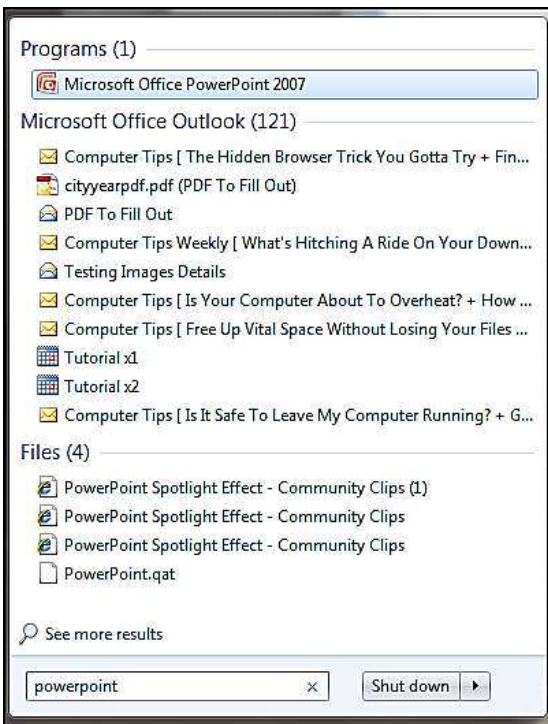 Programs (1)
Microsoft Office PowerPoint 2007
Microsoft Office Outlook (121)
Computer Tips [ The Hidden Browser Trick You Gotta Try + Fin...
cityyearpdf.pdf (PDF To Fill Out)
PDF To Fill Out
Computer Tips Weekly [ What's Hitching A Ride On Your Down...
Testing Images Details
Computer Tips [ Is Your Computer About To Overheat? + How ...
Computer Tips [ Free Up Vital Space Without Losing Your Files ...
Tutorial x1
Tutorial x2
Computer Tips [ Is It Safe To Leave My Computer Running? + G...
Files (4)
PowerPoint Spotlight Effect - Community Clips (1)
PowerPoint Spotlight Effect - Community Clips
PowerPoint Spotlight Effect - Community Clips
PowerPoint.qat
See more results
powerpoint Shut down